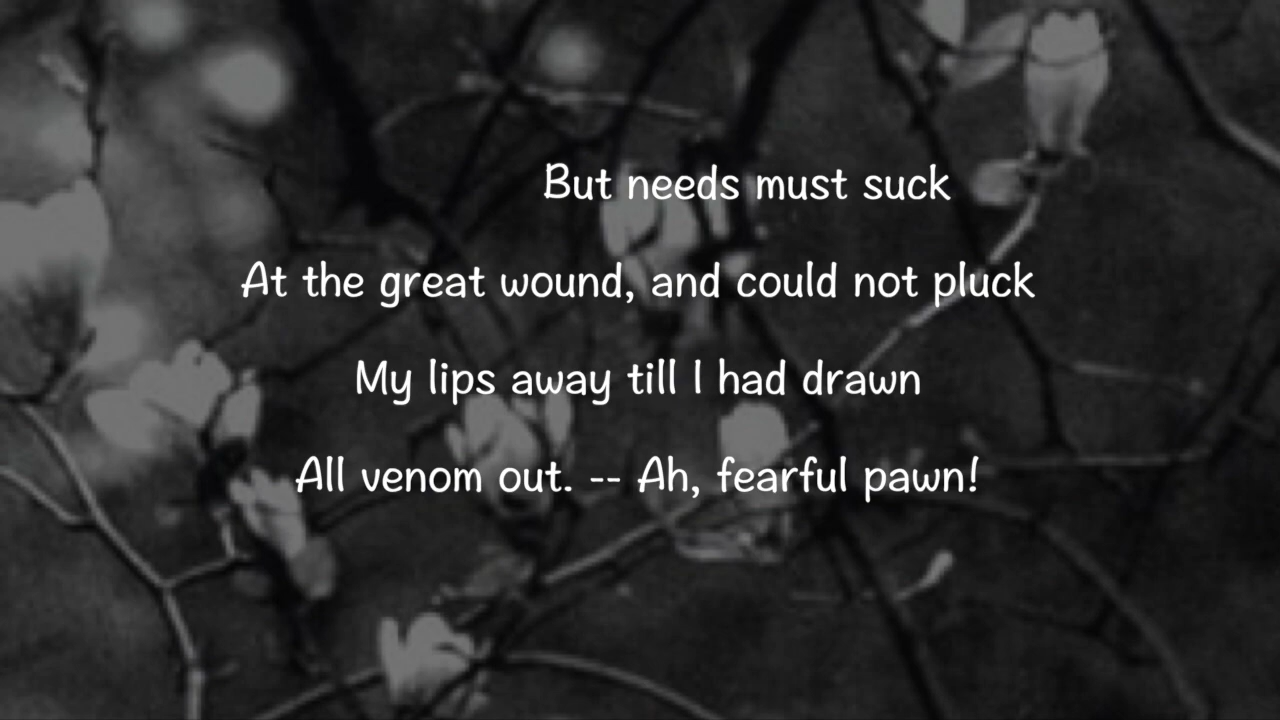 But needs must suck
At the great wound, and could not pluck
My lips away till I had drawn
All venom out. -- Ah, fearful pawn!